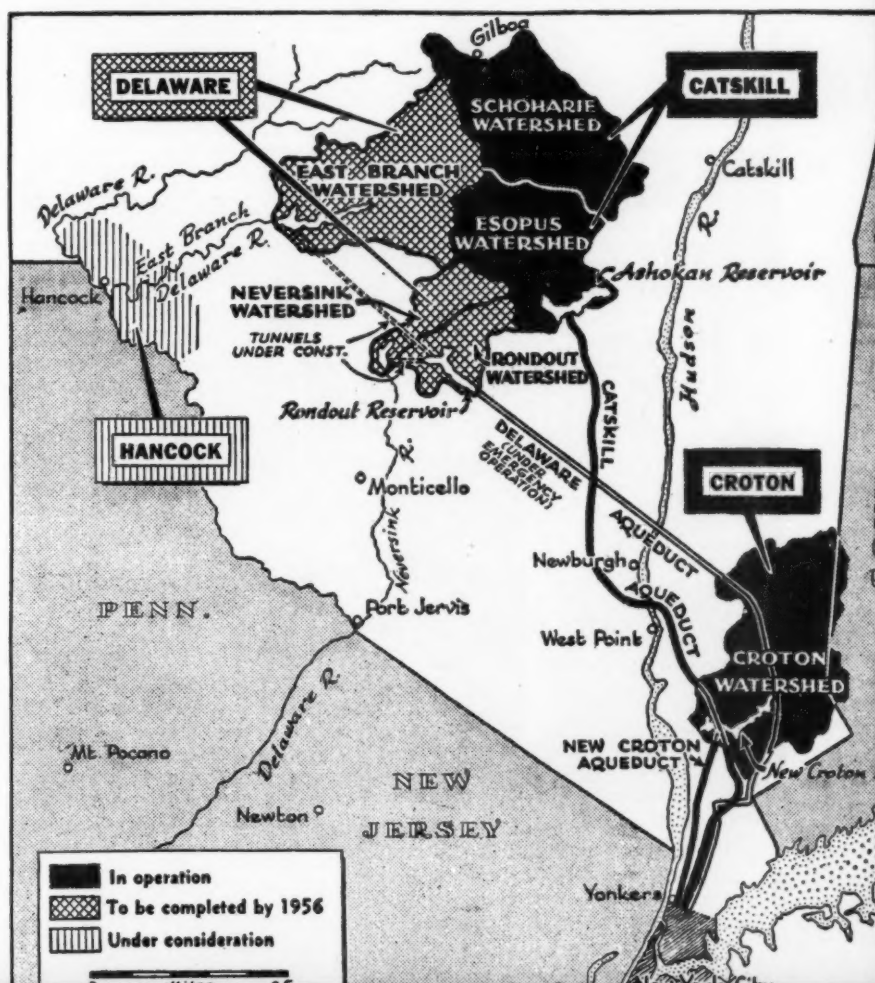 Gilboa
DELAWARE
CATSKILL
SCHOHARIE
WATERSHED
Catskill
EAST BRANCH
WATERSHED
Delaware R.
ESOPUS
WATERSHED
East Branch
Delaware R.
Ashokan Reservoir
Hancock
NEVERSINK
WATERSHED
TUNNELS
UNDER CONST.
RONDOUT
WATERSHED
Rondout Reservoir
Hudson R.
CATSKILL
AQUEDUCT
HANCOCK
DELAWARE
(UNDER
EMERGENCY
OPERATION)
AQUEDUCT
CROTON
Monticello
Neversink R.
Newburgh
PENN.
Port Jervis
West Point
CROTON
WATERSHED
Delaware R.
Mt. Pocano
NEW CROTON
AQUEDUCT
New Croton
NEW
JERSEY
Newton
In operation
To be completed by 1956
Under consideration
Yonkers